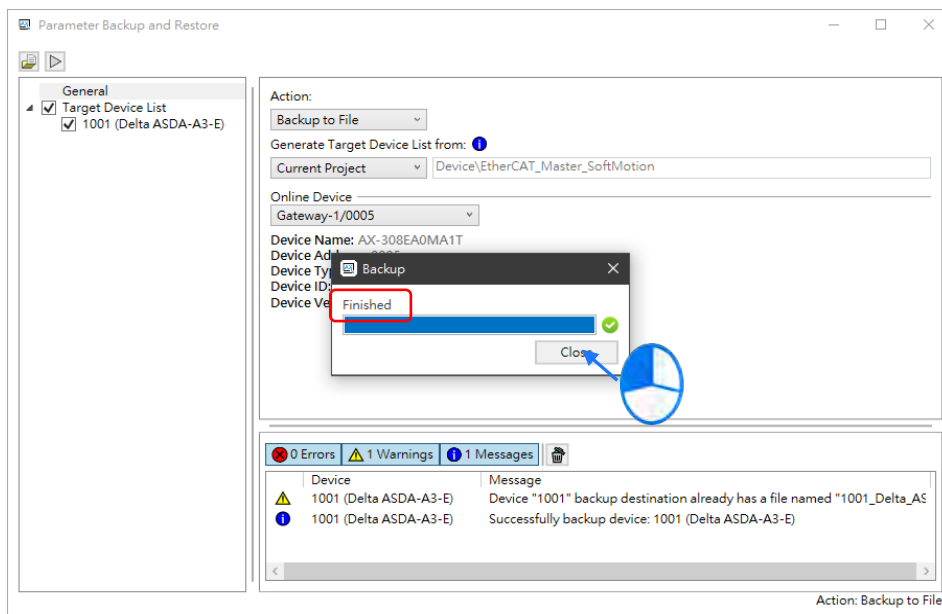 Parameter Backup and Restore
General
Target Device List
1001 (Delta ASDA-A3-E)
Action:
Backup to File
Generate Target Device List from:
Current Project
Device\EtherCAT_Master_SoftMotion
Online Device
Gateway-1/0005
Device Name: AX-308EA0MA1T
Device
Device
Device ID:
Device
Backup
Finished
Close
0 Errors
1 Warnings
1 Messages
Device Message
1001 (Delta ASDA-A3-E) Device "1001" backup destination already has a file named "1001_Delta_AS
1001 (Delta ASDA-A3-E) Successfully backup device: 1001 (Delta ASDA-A3-E)
Action: Backup to File